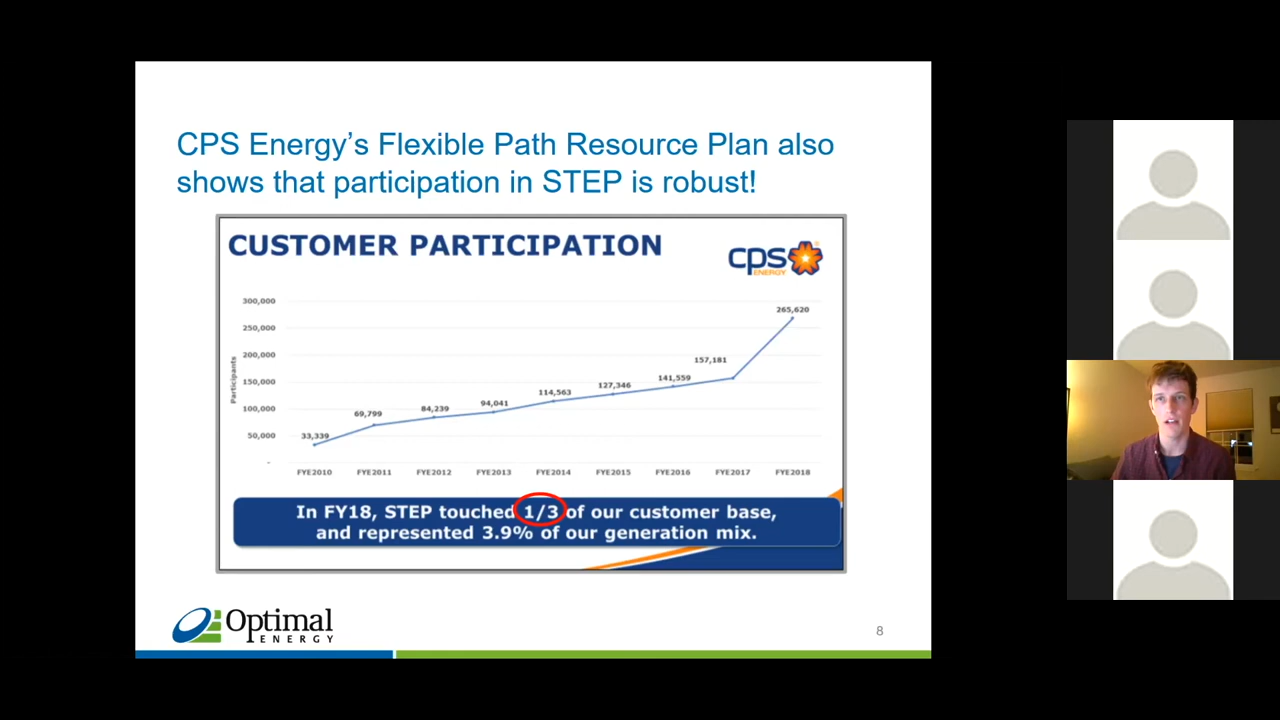 CPS Energy’s Flexible Path Resource Plan also
shows that participation in STEP is robust!
CUSTOMER PARTICIPATION
cps
ENERGY
Participants
300,000
250,000
200,000
150,000
100,000
50,000
-
33,339
69,799
84,239
94,041
114,563
127,346
141,559
157,181
265,620
FYE2010 FYE2011 FYE2012 FYE2013 FYE2014 FYE2015 FYE2016 FYE2017 FYE2018
In FY18, STEP touched 1/3 of our customer base,
and represented 3.9% of our generation mix.
Optimal
ENERGY
8